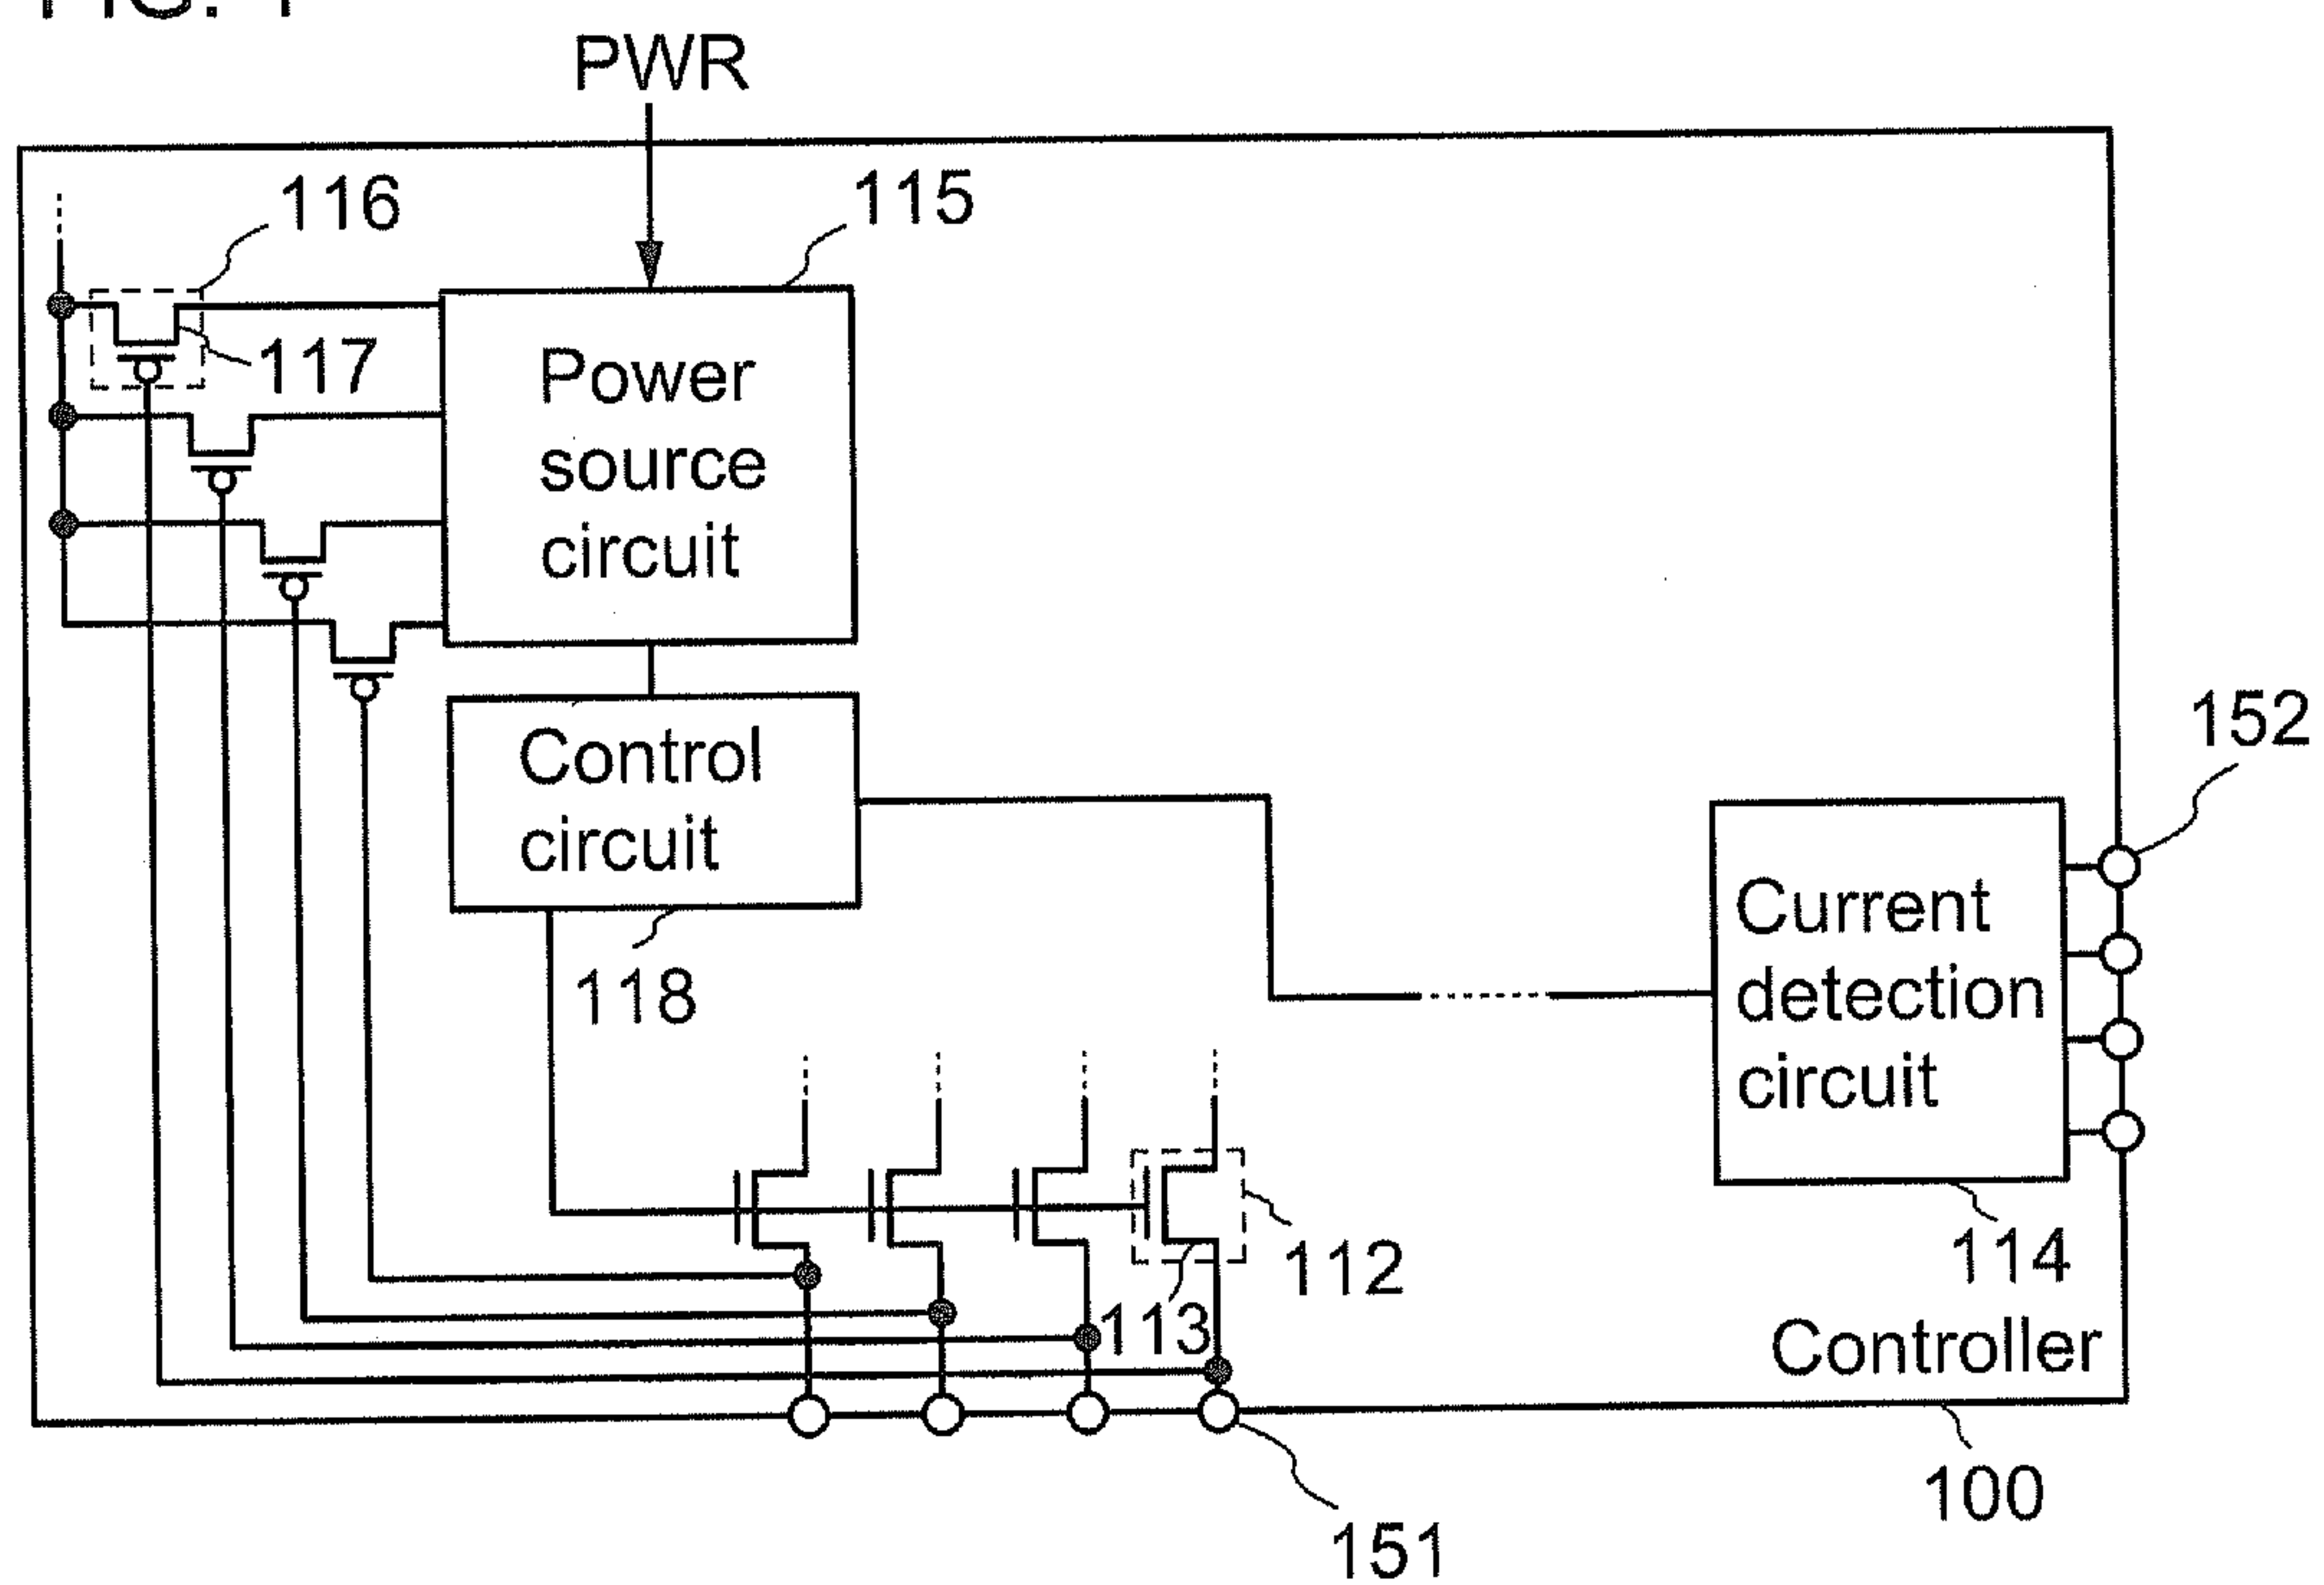 PWR
116
115
117
Power
source
circuit
152
Control
circuit
Current
detection
circuit
118
112
113
114
Controller
100
151